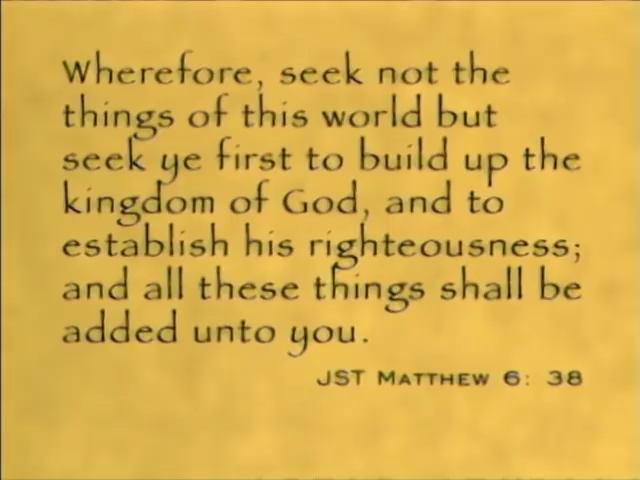 Wherefore, seek not the
things of this world but
seek ye first to build up the
kingdom of God, and to
establish his righteousness;
and all these things shall be
added unto you.
JST Matthew 6: 38